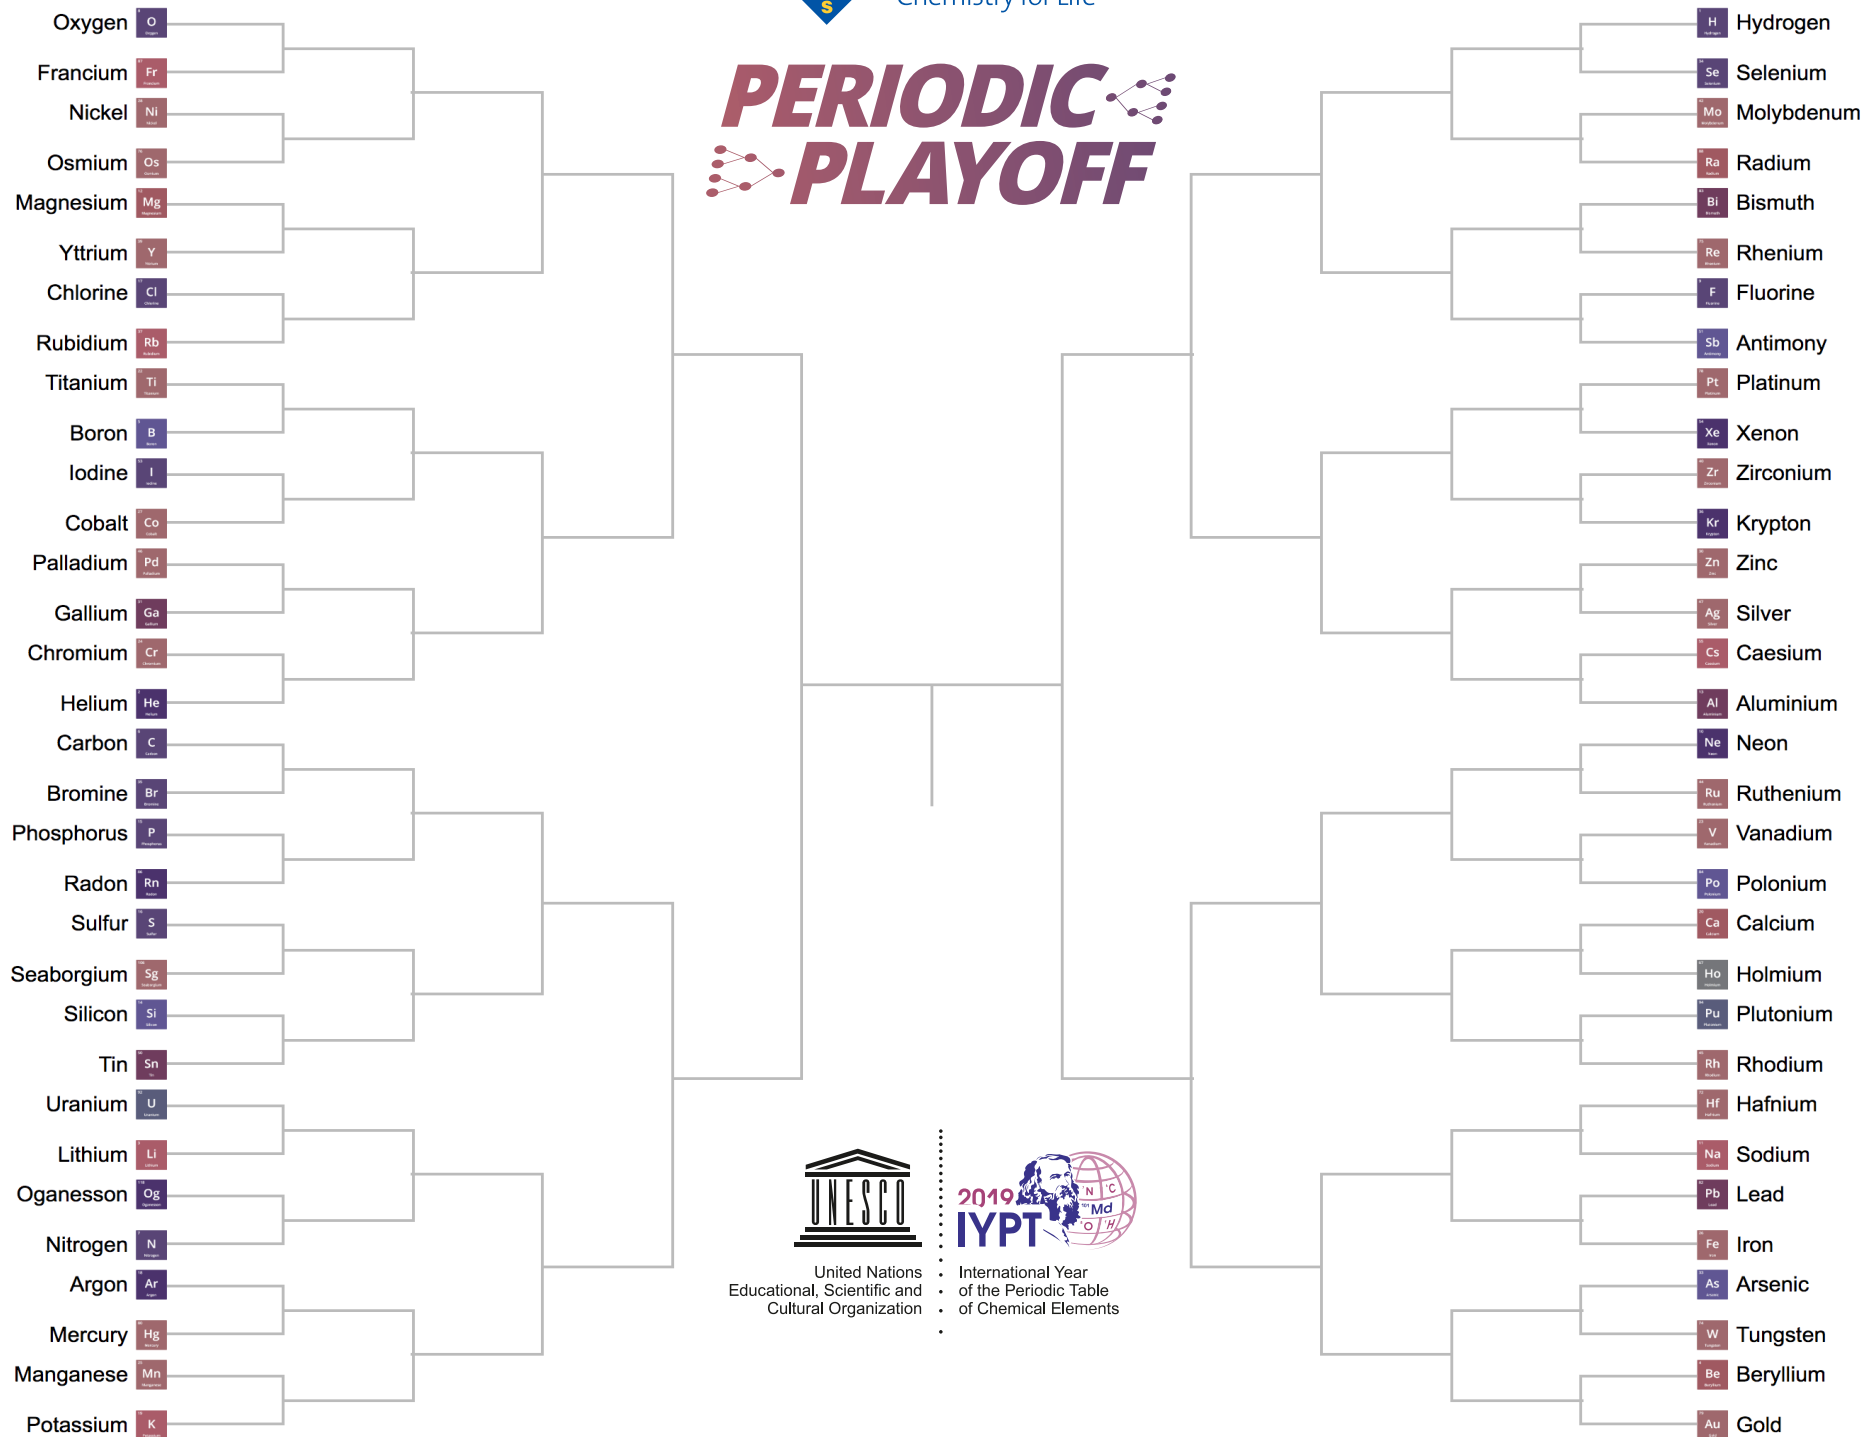 Chemistry for Life
S
PERIODIC
PLAYOFF
Oxygen O
Francium Fr
Nickel Ni
Osmium Os
Magnesium Mg
Yttrium Y
Chlorine Cl
Rubidium Rb
Titanium Ti
Boron B
Iodine I
Cobalt Co
Palladium Pd
Gallium Ga
Chromium Cr
Helium He
Carbon C
Bromine Br
Phosphorus P
Radon Rn
Sulfur S
Seaborgium Sg
Silicon Si
Tin Sn
Uranium U
Lithium Li
Oganesson Og
Nitrogen N
Argon Ar
Mercury Hg
Manganese Mn
Potassium K
H Hydrogen
Se Selenium
Mo Molybdenum
Ra Radium
Bi Bismuth
Re Rhenium
F Fluorine
Sb Antimony
Pt Platinum
Xe Xenon
Zr Zirconium
Kr Krypton
Zn Zinc
Ag Silver
Cs Caesium
Al Aluminium
Ne Neon
Ru Ruthenium
V Vanadium
Po Polonium
Ca Calcium
Ho Holmium
Pu Plutonium
Rh Rhodium
Hf Hafnium
Na Sodium
Pb Lead
Fe Iron
As Arsenic
W Tungsten
Be Beryllium
Au Gold
UNESCO
United Nations
Educational, Scientific and
Cultural Organization
2019
IYPT
N C
101 Md
O H
International Year
of the Periodic Table
of Chemical Elements